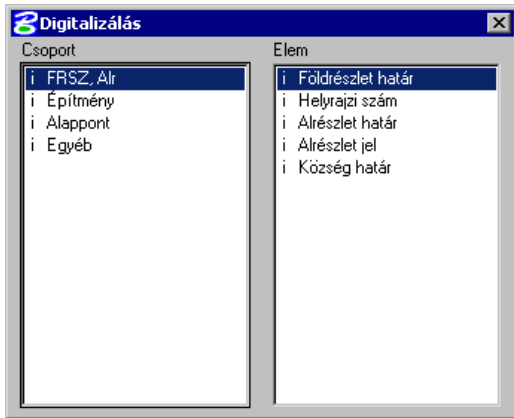 Digitalizálás
Csoport
i FRSZ, Alr
i Építmény
i Alappont
i Egyéb
Elem
i Földrészlet határ
i Helyrajzi szám
i Alrészlet határ
i Alrészlet jel
i Község határ